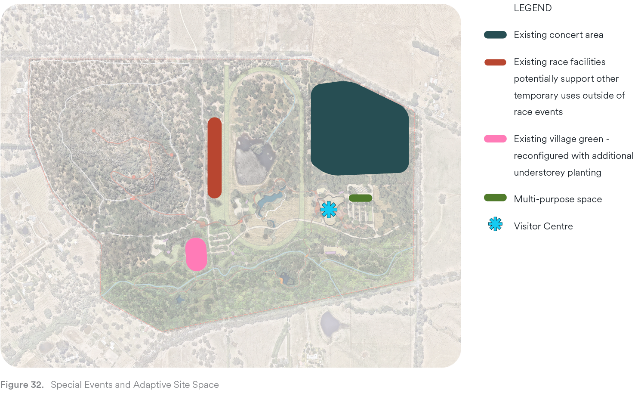 LEGEND
Existing concert area
Existing race facilities
potentially support other
temporary uses outside of
race events
Existing village green -
reconfigured with additional
understorey planting
Multi-purpose space
Visitor Centre
Figure 32. Special Events and Adaptive Site Space